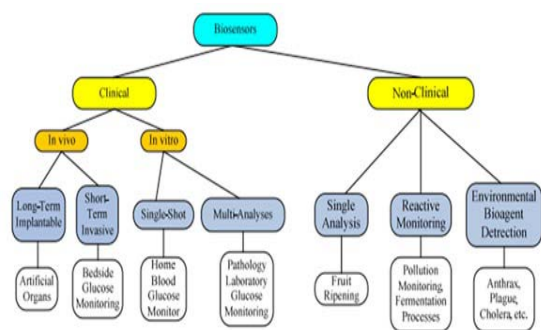 Biosensors
Clinical
Non-Clinical
In vivo
In vitro
Long-Term
Implantable
Short-
Term
Invasive
Single-Shot
Multi-Analyses
Single
Analysis
Reactive
Monitoring
Environmental
Bioagent
Detrection
Artificial
Organs
Bedside
Glucose
Monitoring
Home
Blood
Glucose
Monitor
Pathology
Laboratory
Glucose
Monitoring
Fruit
Ripening
Pollution
Monitoring,
Fermentation
Processes
Anthrax,
Plague,
Cholera, etc.